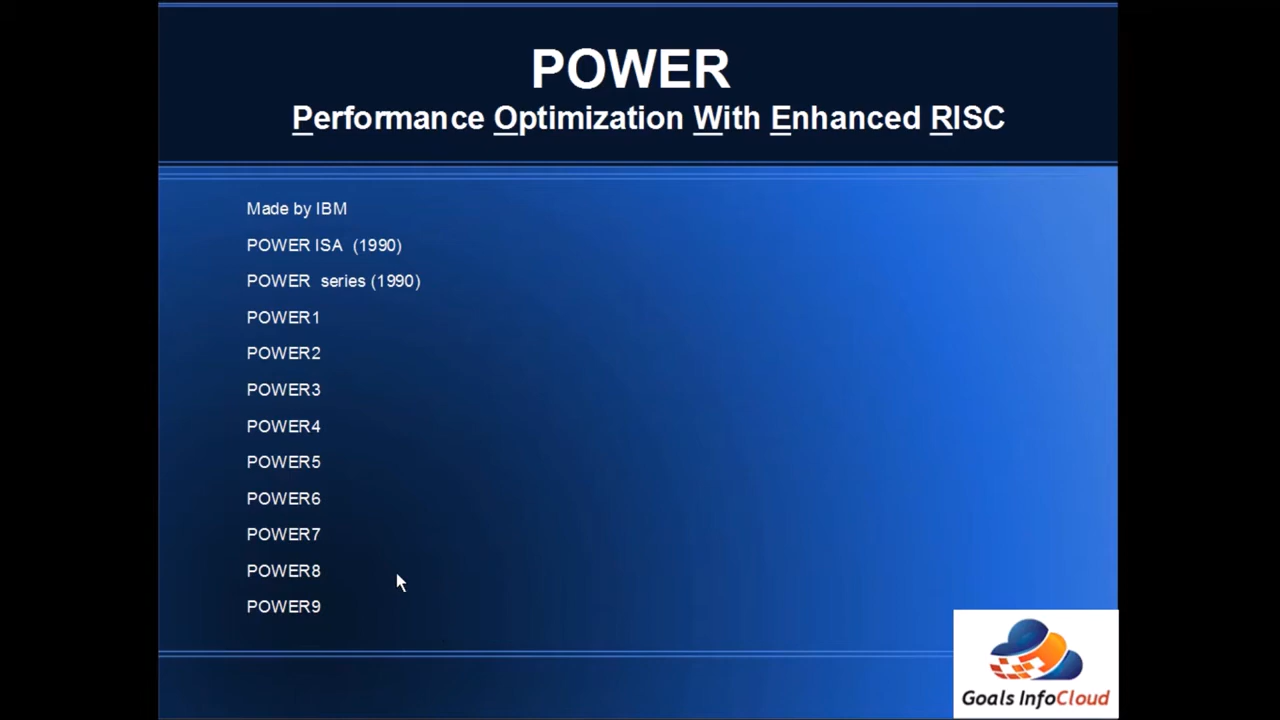 POWER
Performance Optimization With Enhanced RISC
Made by IBM
POWER ISA (1990)
POWER series (1990)
POWER1
POWER2
POWER3
POWER4
POWER5
POWER6
POWER7
POWER8
POWER9
Goals InfoCloud